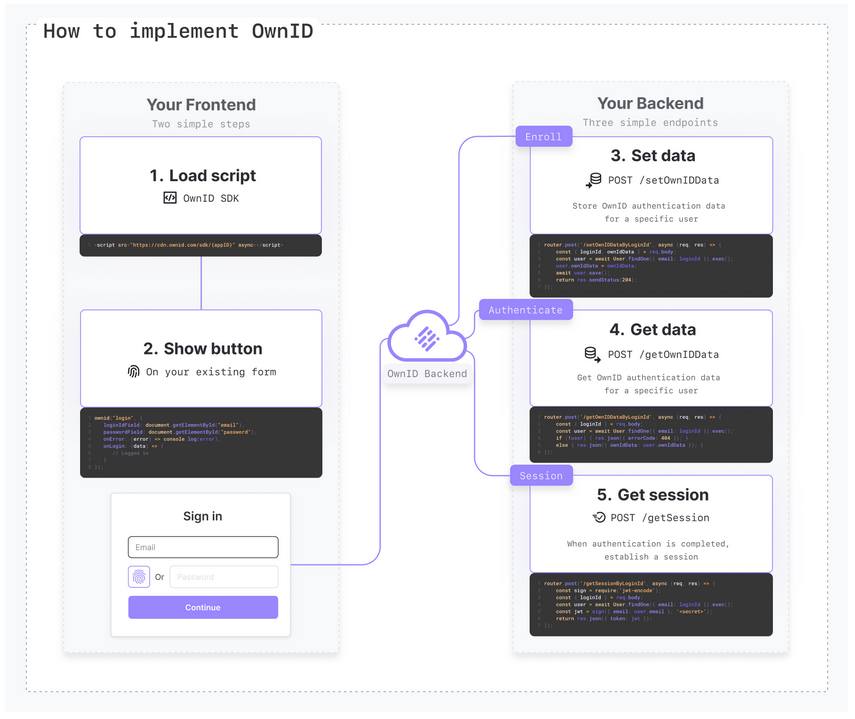 How to implement OwnID
Your Frontend
Two simple steps
1. Load script
OwnID SDK
1 <script src="https://cdn.ownid.com/sdk/{appID}" async></script>
2. Show button
On your existing form
ownid("login", {
loginIdField: document.getElementById("email"),
passwordField: document.getElementById("password"),
onError: (error) => console.log(error),
onLogin: (data) => {
// Logged in
}
});
Sign in
Email
Or
Password
Continue
OwnID Backend
Your Backend
Three simple endpoints
Enroll
3. Set data
POST /setOwnIDData
Store OwnID authentication data
for a specific user
router.post('/setOwnIDDataByLoginId', async (req, res) => {
const { loginId, ownIdData } = req.body;
const user = await User.findOne({ email: loginId }).exec();
user.ownIdData = ownIdData;
await user.save();
return res.sendStatus(204);
});
Authenticate
4. Get data
POST /getOwnIDData
Get OwnID authentication data
for a specific user
router.post('/getOwnIDDataByLoginId', async (req, res) => {
const { loginId } = req.body;
const user = await User.findOne({ email: loginId }).exec();
if (!user) { res.json({ errorCode: 404 }); }
else { res.json({ ownIdData: user.ownIdData }); }
});
Session
5. Get session
POST /getSession
When authentication is completed,
establish a session
router.post('/getSessionByLoginId', async (req, res) => {
const sign = require('jwt-encode');
const { loginId } = req.body;
const user = await User.findOne({ email: loginId }).exec();
const jwt = sign({ email: user.email }, '<secret>');
return res.json({ token: jwt });
});